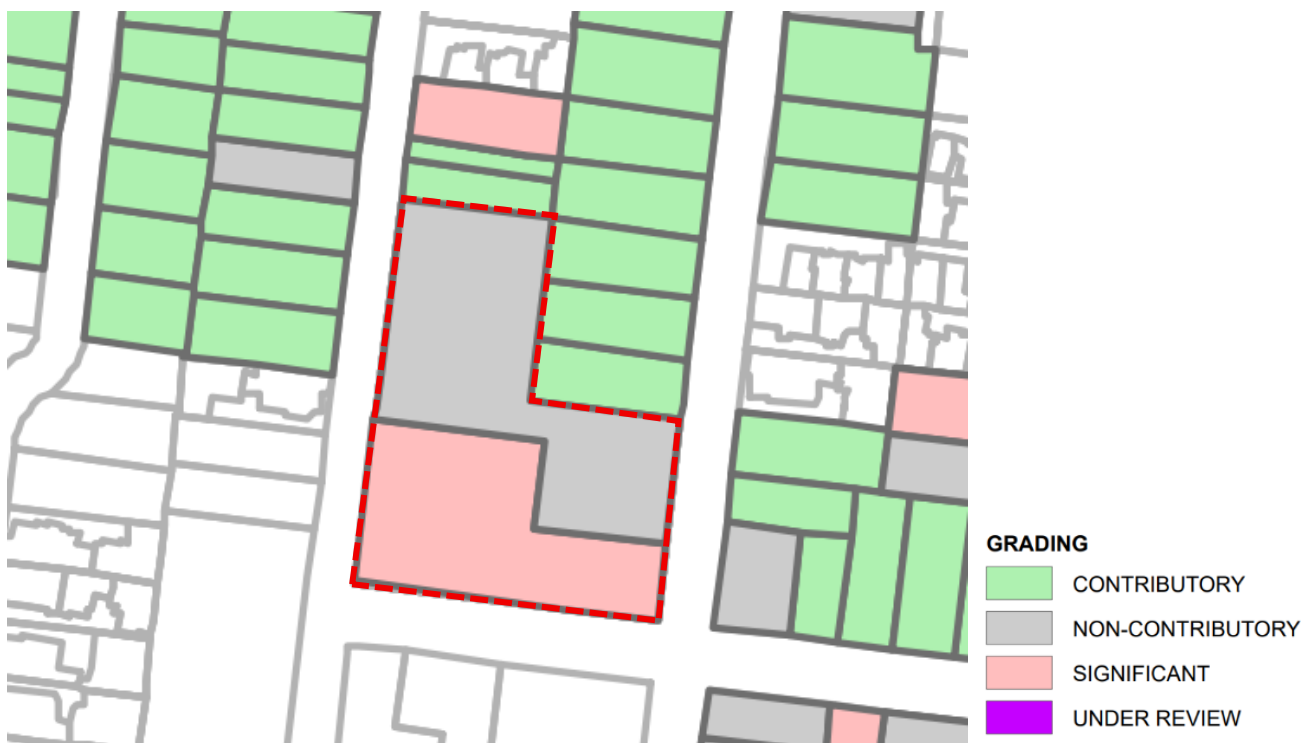 GRADING
CONTRIBUTORY
NON-CONTRIBUTORY
SIGNIFICANT
UNDER REVIEW